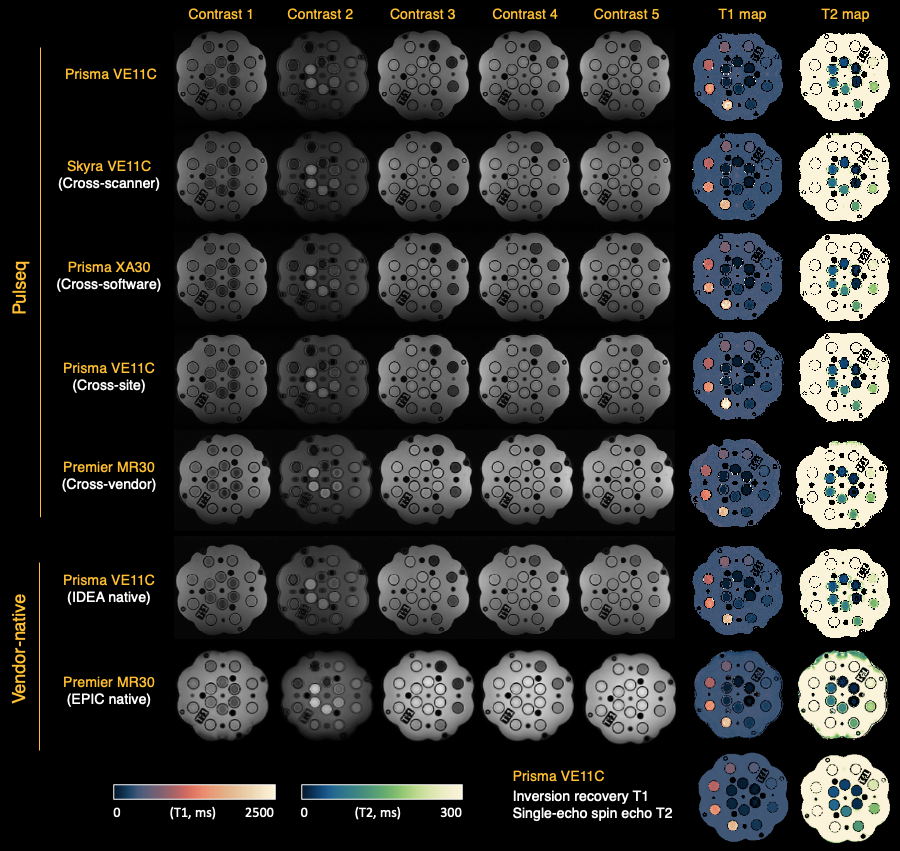 Contrast 1 Contrast 2 Contrast 3 Contrast 4 Contrast 5 T1 map T2 map
Pulseq
Prisma VE11C
Skyra VE11C
(Cross-scanner)
Prisma XA30
(Cross-software)
Prisma VE11C
(Cross-site)
Premier MR30
(Cross-vendor)
Vendor-native
Prisma VE11C
(IDEA native)
Premier MR30
(EPIC native)
Prisma VE11C
Inversion recovery T1
Single-echo spin echo T2
0 (T1, ms) 2500
0 (T2, ms) 300